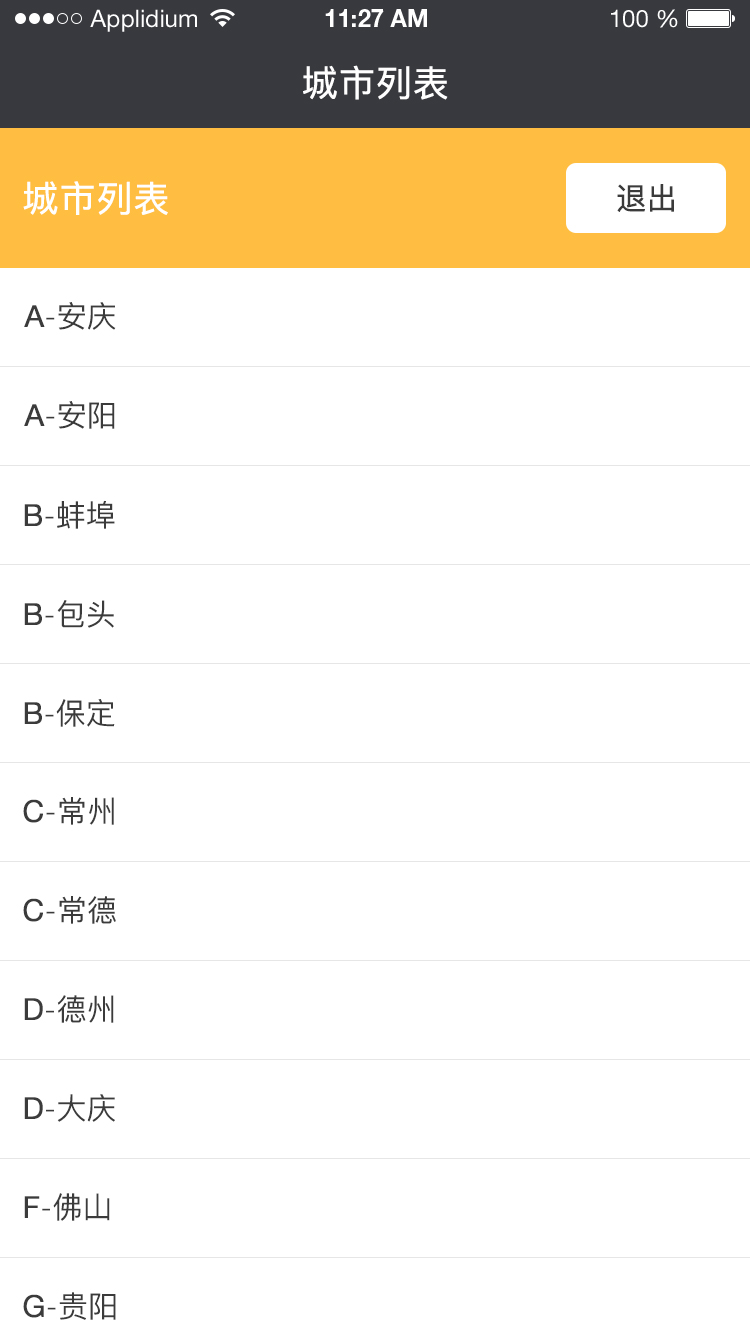 Applidium 11:27 AM 100 %
城市列表
城市列表 退出
A-安庆
A-安阳
B-蚌埠
B-包头
B-保定
C-常州
C-常德
D-德州
D-大庆
F-佛山
G-贵阳